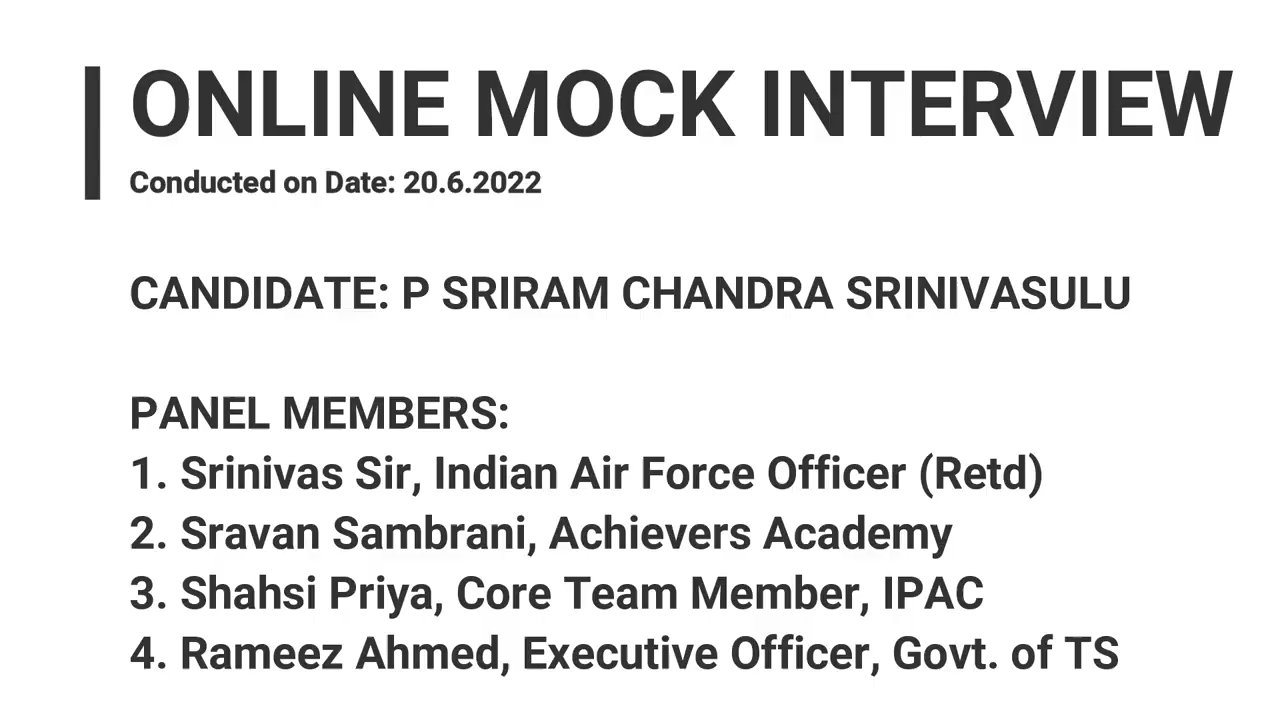 ONLINE MOCK INTERVIEW
Conducted on Date: 20.6.2022
CANDIDATE: P SRIRAM CHANDRA SRINIVASULU
PANEL MEMBERS:
1. Srinivas Sir, Indian Air Force Officer (Retd)
2. Sravan Sambrani, Achievers Academy
3. Shahsi Priya, Core Team Member, IPAC
4. Rameez Ahmed, Executive Officer, Govt. of TS